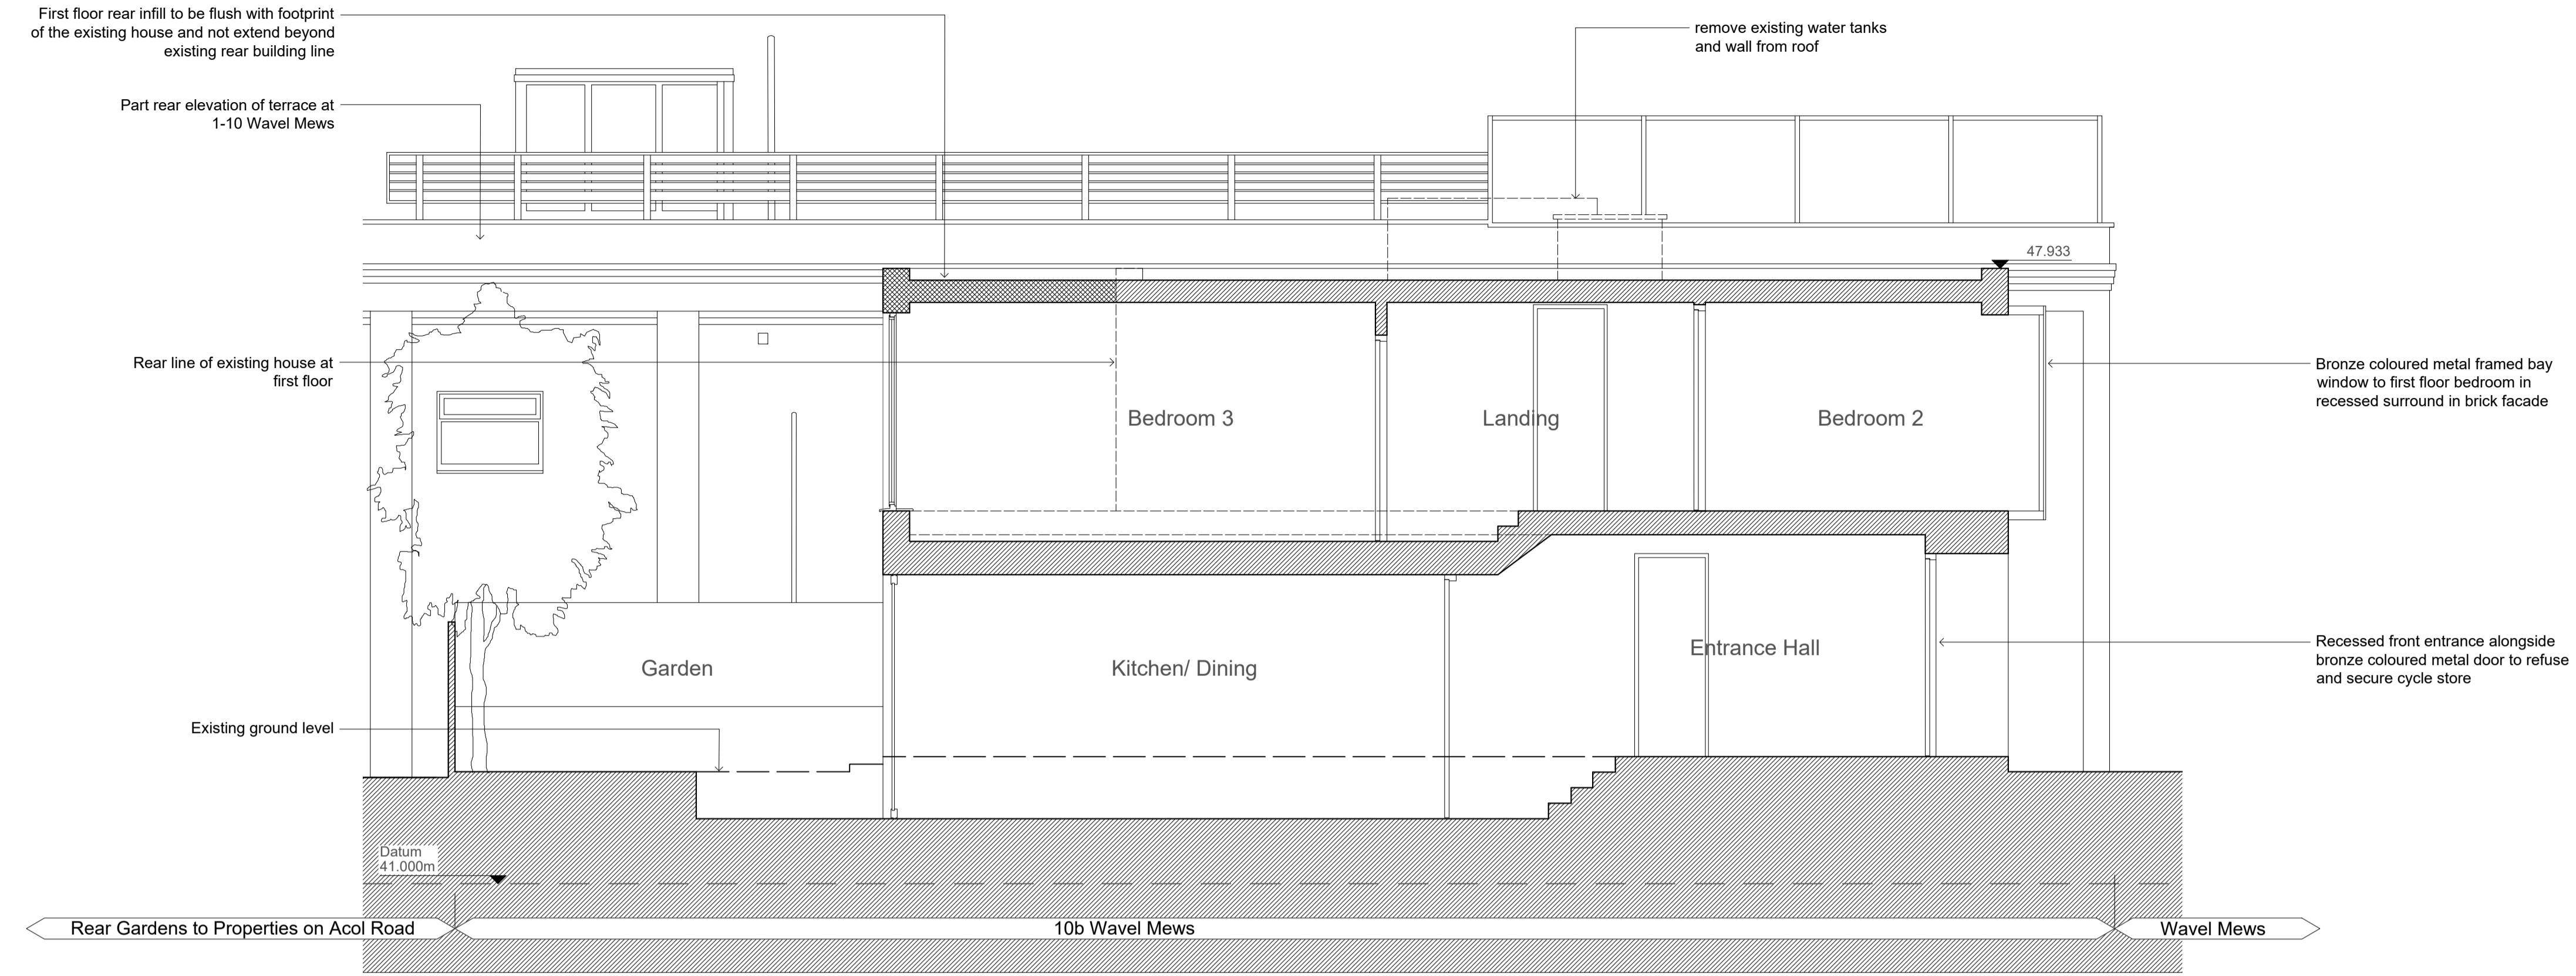 First floor rear infill to be flush with footprint
of the existing house and not extend beyond
existing rear building line
remove existing water tanks
and wall from roof
Part rear elevation of terrace at
1-10 Wavel Mews
47.933
Rear line of existing house at
first floor
Bronze coloured metal framed bay
window to first floor bedroom in
recessed surround in brick facade
Bedroom 3
Landing
Bedroom 2
Garden
Kitchen/ Dining
Entrance Hall
Recessed front entrance alongside
bronze coloured metal door to refuse
and secure cycle store
Existing ground level
Datum
41.000m
Rear Gardens to Properties on Acol Road
10b Wavel Mews
Wavel Mews